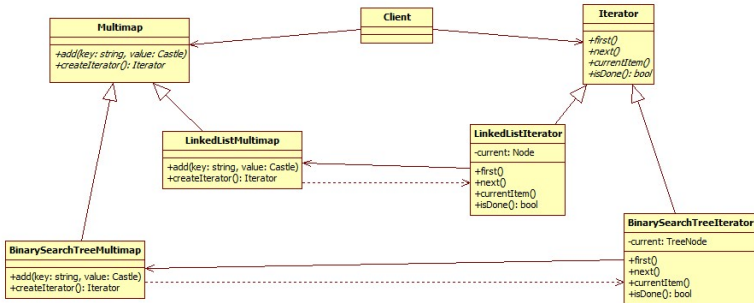 Multimap
+add(key: string, value: Castle)
+createIterator(): Iterator
Client
Iterator
+first()
+next()
+currentItem()
+isDone(): bool
LinkedListMultimap
+add(key: string, value: Castle)
+createIterator(): Iterator
LinkedListIterator
-current: Node
+first()
+next()
+currentItem()
+isDone(): bool
BinarySearchTreeMultimap
+add(key: string, value: Castle)
+createIterator(): Iterator
BinarySearchTreeIterator
-current: TreeNode
+first()
+next()
+currentItem()
+isDone(): bool